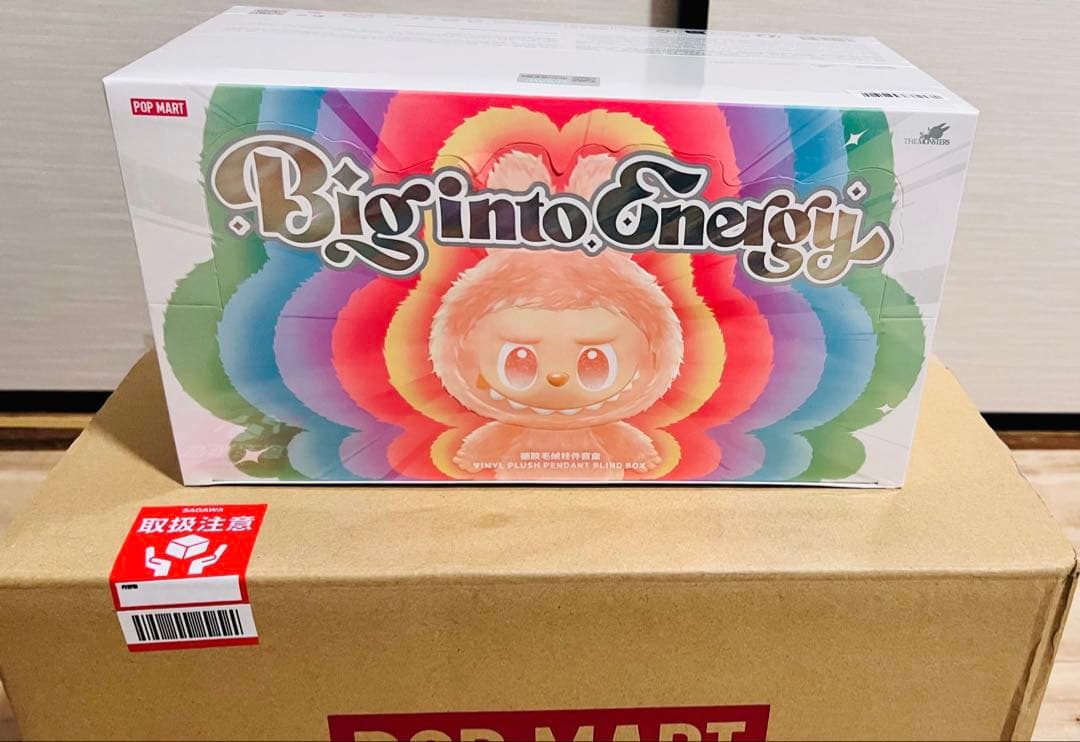 POP MART
THE MONSTERS
Big into Energy
搪胶毛绒挂件盲盒
VINYL PLUSH PENDANT BLIND BOX
SAGAWA
取扱注意
POP MART